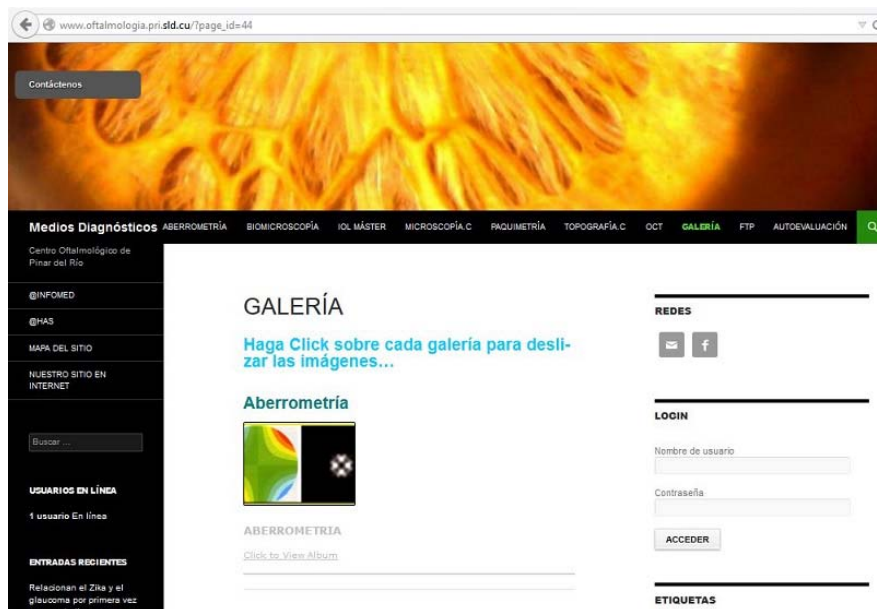 www.oftalmologia.pri.sld.cu/?page_id=44
Contáctenos
Medios Diagnósticos
ABERROMETRÍA BIOMICROSCOPÍA IOL MÁSTER MICROSCOPÍA.C PAQUIMETRÍA TOPOGRAFÍA.C OCT GALERÍA FTP AUTOEVALUACIÓN
Centro Oftalmológico de
Pinar del Río
@INFOMED
@HAS
MAPA DEL SITIO
NUESTRO SITIO EN
INTERNET
Buscar ...
USUARIOS EN LÍNEA
1 usuario En línea
ENTRADAS RECIENTES
Relacionan el Zika y el
glaucoma por primera vez
GALERÍA
Haga Click sobre cada galería para desli-
zar las imágenes...
Aberrometría
ABERROMETRIA
Click to View Album
REDES
LOGIN
Nombre de usuario
Contraseña
ACCEDER
ETIQUETAS